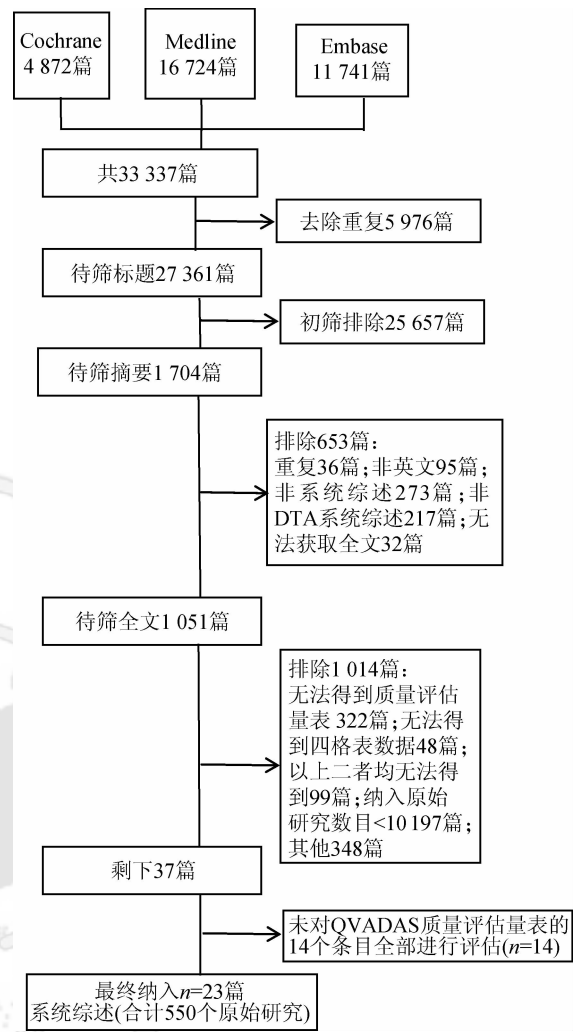 Cochrane
4 872篇
Medline
16 724篇
Embase
11 741篇
共33 337篇
去除重复5 976篇
待筛标题27 361篇
初筛排除25 657篇
待筛摘要1 704篇
排除653篇：
重复36篇；非英文95篇；
非系统综述273篇；非
DTA系统综述217篇；无
法获取全文32篇
待筛全文1 051篇
排除1 014篇：
无法得到质量评估
量表 322篇；无法得
到四格表数据48篇；
以上二者均无法得
到99篇；纳入原始
研究数目<10 197篇；
其他348篇
剩下37篇
未对QVADAS质量评估量表的
14个条目全部进行评估(n=14)
最终纳入n=23篇
系统综述(合计550个原始研究)